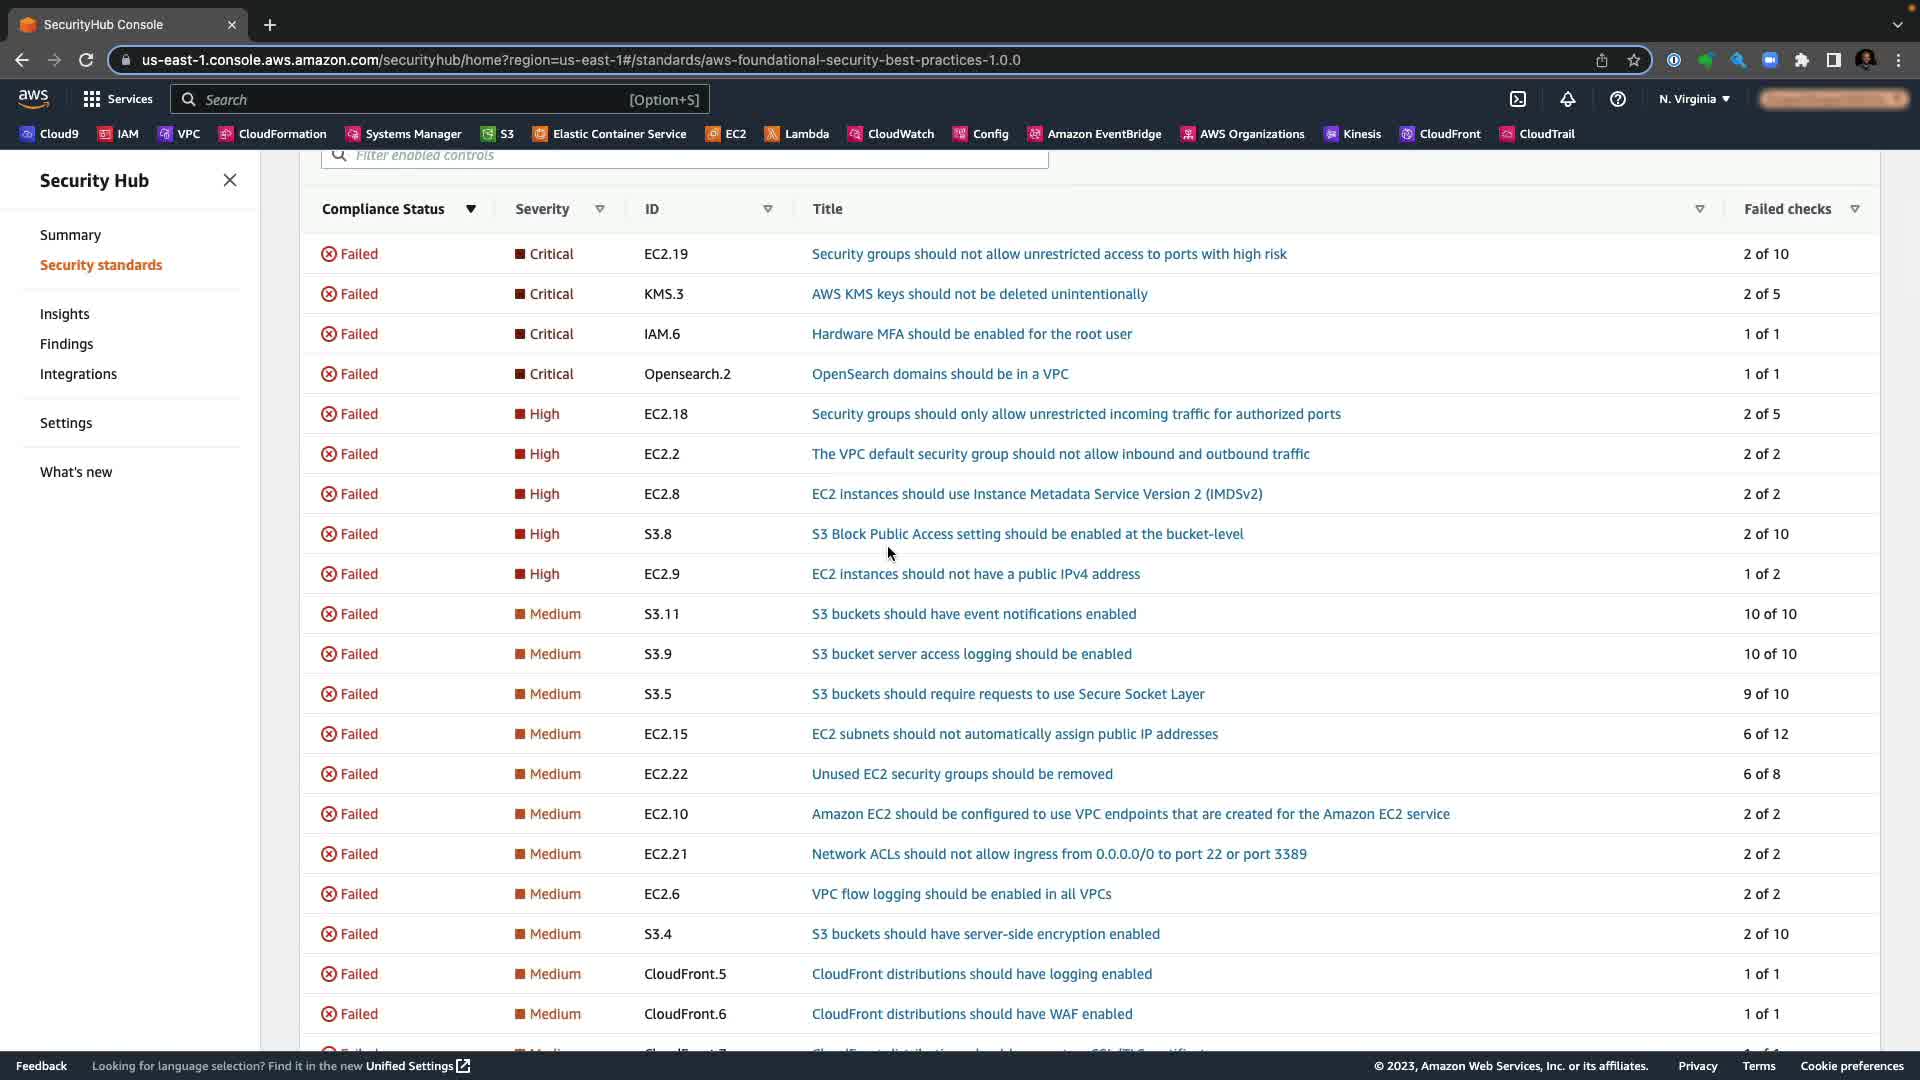 SecurityHub Console
us-east-1.console.aws.amazon.com/securityhub/home?region=us-east-1#/standards/aws-foundational-security-best-practices-1.0.0
aws Services Search [Option+S] N. Virginia
Cloud9 IAM VPC CloudFormation Systems Manager S3 Elastic Container Service EC2 Lambda CloudWatch Config Amazon EventBridge AWS Organizations Kinesis CloudFront CloudTrail
Security Hub
Summary
Security standards
Insights
Findings
Integrations
Settings
What's new
Filter enabled controls
Compliance Status Severity ID Title Failed checks
Failed Critical EC2.19 Security groups should not allow unrestricted access to ports with high risk 2 of 10
Failed Critical KMS.3 AWS KMS keys should not be deleted unintentionally 2 of 5
Failed Critical IAM.6 Hardware MFA should be enabled for the root user 1 of 1
Failed Critical Opensearch.2 OpenSearch domains should be in a VPC 1 of 1
Failed High EC2.18 Security groups should only allow unrestricted incoming traffic for authorized ports 2 of 5
Failed High EC2.2 The VPC default security group should not allow inbound and outbound traffic 2 of 2
Failed High EC2.8 EC2 instances should use Instance Metadata Service Version 2 (IMDSv2) 2 of 2
Failed High S3.8 S3 Block Public Access setting should be enabled at the bucket-level 2 of 10
Failed High EC2.9 EC2 instances should not have a public IPv4 address 1 of 2
Failed Medium S3.11 S3 buckets should have event notifications enabled 10 of 10
Failed Medium S3.9 S3 bucket server access logging should be enabled 10 of 10
Failed Medium S3.5 S3 buckets should require requests to use Secure Socket Layer 9 of 10
Failed Medium EC2.15 EC2 subnets should not automatically assign public IP addresses 6 of 12
Failed Medium EC2.22 Unused EC2 security groups should be removed 6 of 8
Failed Medium EC2.10 Amazon EC2 should be configured to use VPC endpoints that are created for the Amazon EC2 service 2 of 2
Failed Medium EC2.21 Network ACLs should not allow ingress from 0.0.0.0/0 to port 22 or port 3389 2 of 2
Failed Medium EC2.6 VPC flow logging should be enabled in all VPCs 2 of 2
Failed Medium S3.4 S3 buckets should have server-side encryption enabled 2 of 10
Failed Medium CloudFront.5 CloudFront distributions should have logging enabled 1 of 1
Failed Medium CloudFront.6 CloudFront distributions should have WAF enabled 1 of 1
Feedback Looking for language selection? Find it in the new Unified Settings © 2023, Amazon Web Services, Inc. or its affiliates. Privacy Terms Cookie preferences